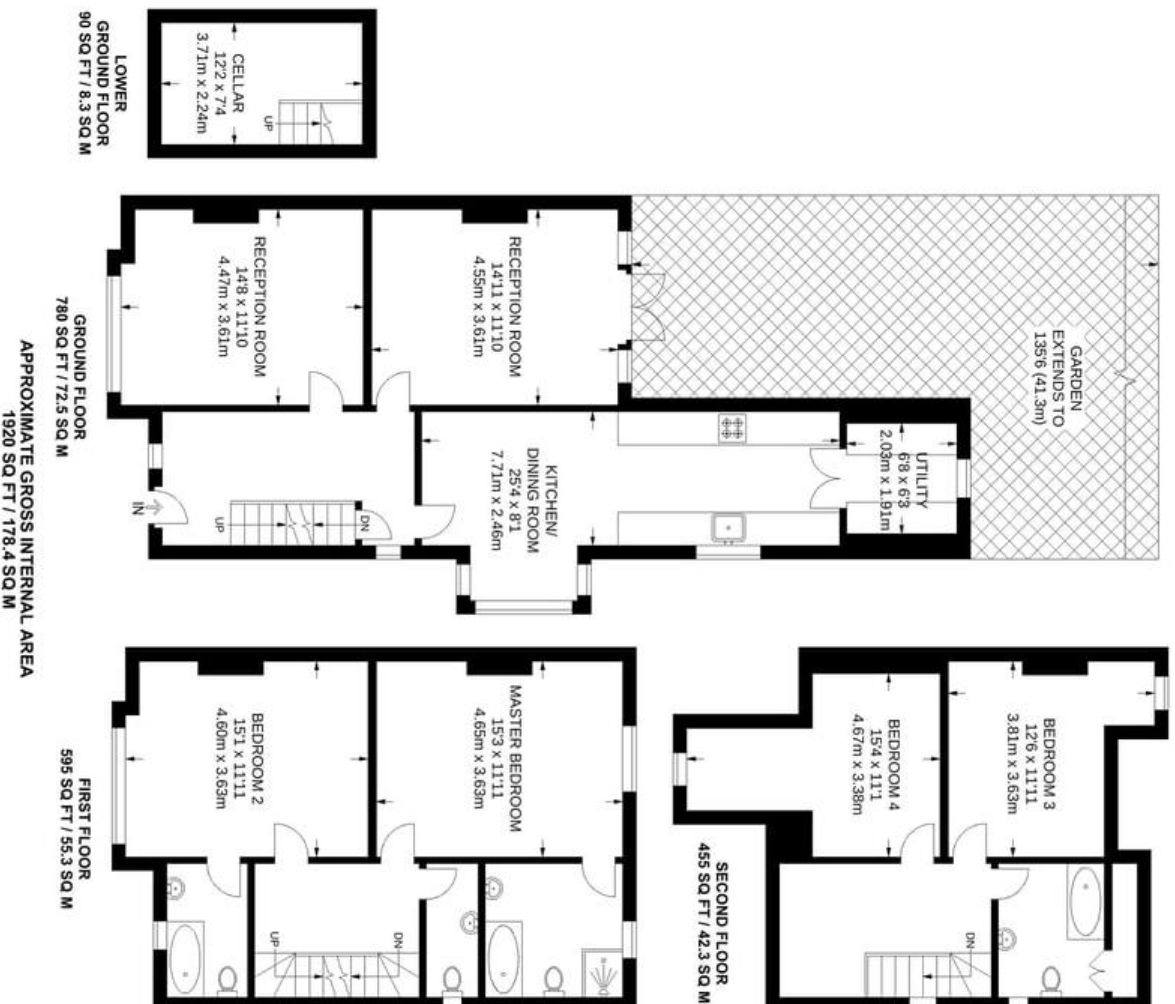 CELLAR
12'2 x 7'4
3.71m x 2.24m
UP
LOWER
GROUND FLOOR
90 SQ FT / 8.3 SQ M
GARDEN
EXTENDS TO
135'6 (41.3m)
UTILITY
6'8 x 6'3
2.03m x 1.91m
RECEPTION ROOM
14'11 x 11'10
4.55m x 3.61m
KITCHEN/
DINING ROOM
25'4 x 8'1
7.71m x 2.46m
RECEPTION ROOM
14'8 x 11'10
4.47m x 3.61m
DN
UP
IN
GROUND FLOOR
780 SQ FT / 72.5 SQ M
MASTER BEDROOM
15'3 x 11'11
4.65m x 3.63m
BEDROOM 2
15'1 x 11'11
4.60m x 3.63m
DN
UP
FIRST FLOOR
595 SQ FT / 55.3 SQ M
BEDROOM 3
12'6 x 11'11
3.81m x 3.63m
BEDROOM 4
15'4 x 11'1
4.67m x 3.38m
DN
SECOND FLOOR
455 SQ FT / 42.3 SQ M
APPROXIMATE GROSS INTERNAL AREA
1920 SQ FT / 178.4 SQ M